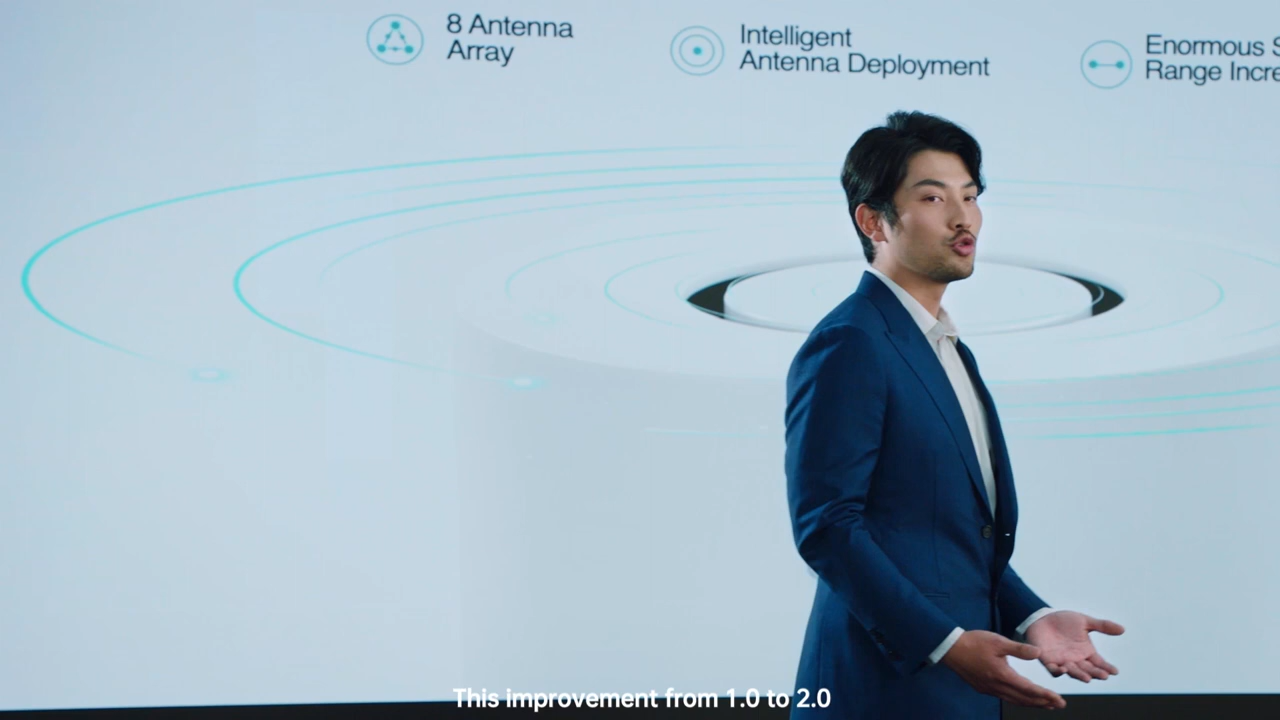 8 Antenna
Array
Intelligent
Antenna Deployment
Enormous
Range
This improvement from 1.0 to 2.0